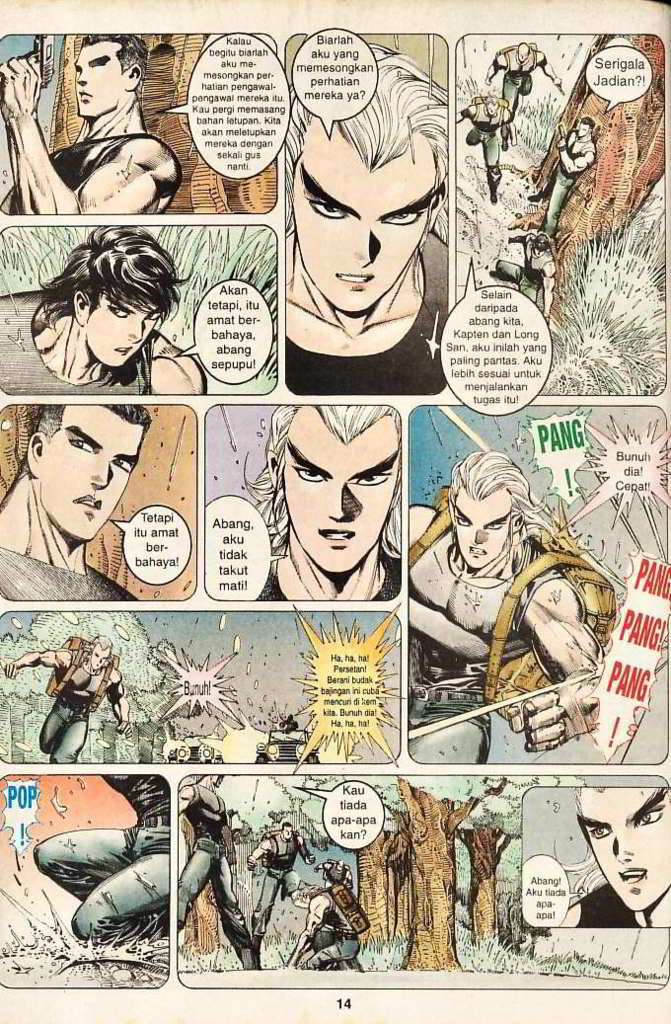 Kalau
begitu biarlah
aku me-
mesongkan per-
hatian pengawal-
pengawal mereka itu.
Kau pergi memasang
bahan letupan. Kita
akan meletupkan
mereka dengan
sekali gus
nanti.
Biarlah
aku yang
memesongkan
perhatian
mereka ya?
Serigala
Jadian?!
Akan
tetapi, itu
amat ber-
bahaya,
abang
sepupu!
Selain
daripada
abang kita,
Kapten dan Long
San, aku inilah yang
paling pantas. Aku
lebih sesuai untuk
menjalankan
tugas itu!
Tetapi
itu amat
ber-
bahaya!
Abang,
aku
tidak
takut
mati!
PANG
!
Bunuh
dia!
Cepat!
PANG!
PANG!
PANG
!
Bunuh!
Ha, ha, ha!
Persetan!
Berani budak
bajingan ini cuba
mencuri di kem
kita. Bunuh dia!
Ha, ha, ha!
POP
!
Kau
tiada
apa-apa
kan?
Abang!
Aku tiada
apa-
apa!
14